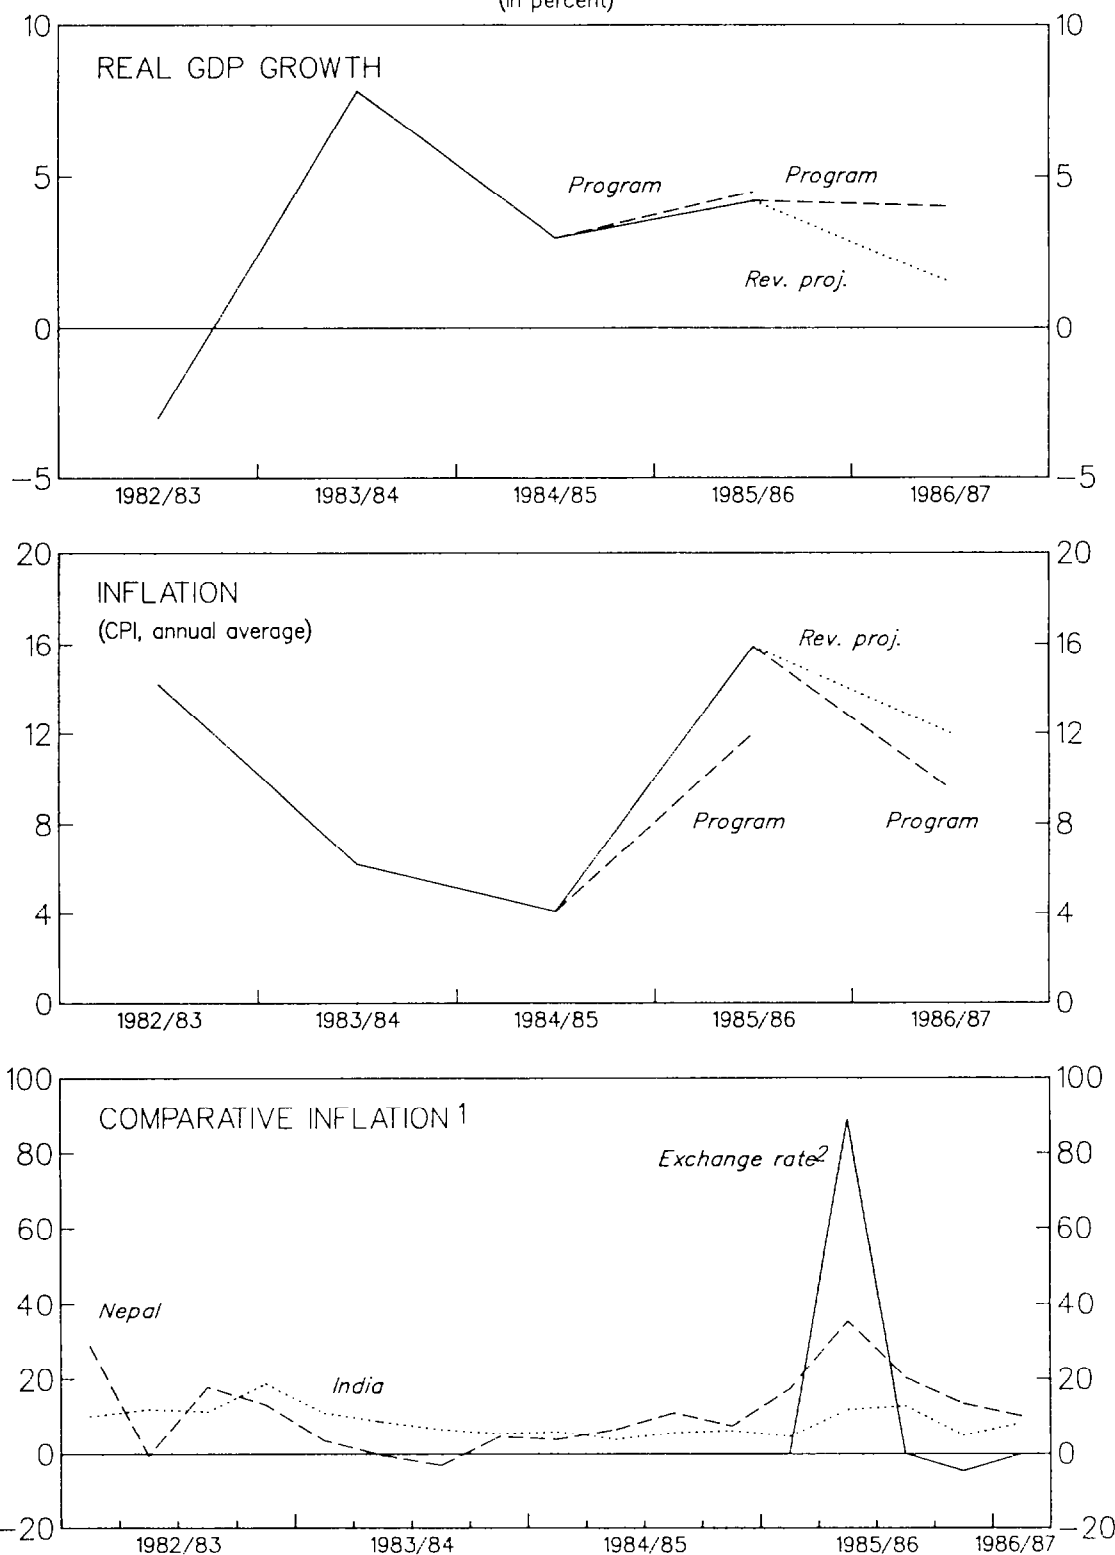 (in percent)
10 10
REAL GDP GROWTH
Program
Program
5 5
Rev. proj.
0 0
-5 -5
1982/83 1983/84 1984/85 1985/86 1986/87
20 20
INFLATION
(CPI, annual average)
Rev. proj.
16 16
12 12
Program Program
8 8
4 4
0 0
1982/83 1983/84 1984/85 1985/86 1986/87
100 100
COMPARATIVE INFLATION 1
Exchange rate2
80 80
60 60
40 40
Nepal
India
20 20
0 0
-20 -20
1982/83 1983/84 1984/85 1985/86 1986/87